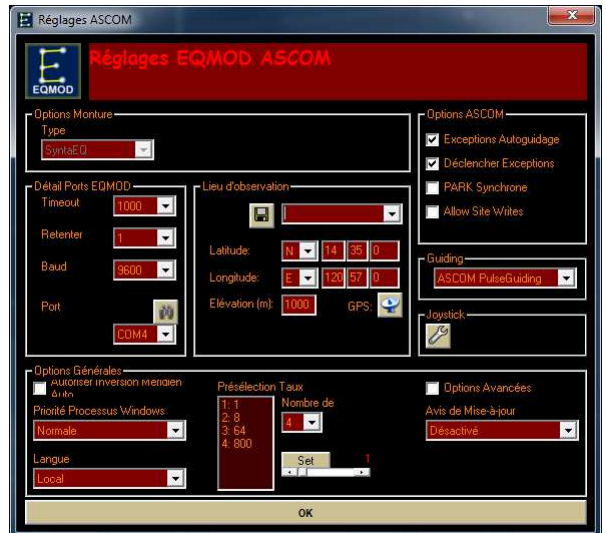 Réglages ASCOM
EQMOD
Réglages EQMOD ASCOM
Options Monture
Type
SyntaEQ
Options ASCOM
Exceptions Autoguidage
Déclencher Exceptions
PARK Synchrone
Allow Site Writes
Détail Ports EQMOD
Timeout 1000
Retenter 1
Baud 9600
Port
COM4
Lieu d'observation
Latitude: N 14 35 0
Longitude: E 120 57 0
Elévation (m): 1000 GPS:
Guiding
ASCOM PulseGuiding
Joystick
Options Générales
Autoriser Inversion Méridien
Auto
Priorité Processus Windows
Normale
Langue
Local
Présélection Taux
1: 1
2: 8
3: 64
4: 800
Nombre de
4
Set 1
Options Avancées
Avis de Mise-à-jour
Désactivé
OK